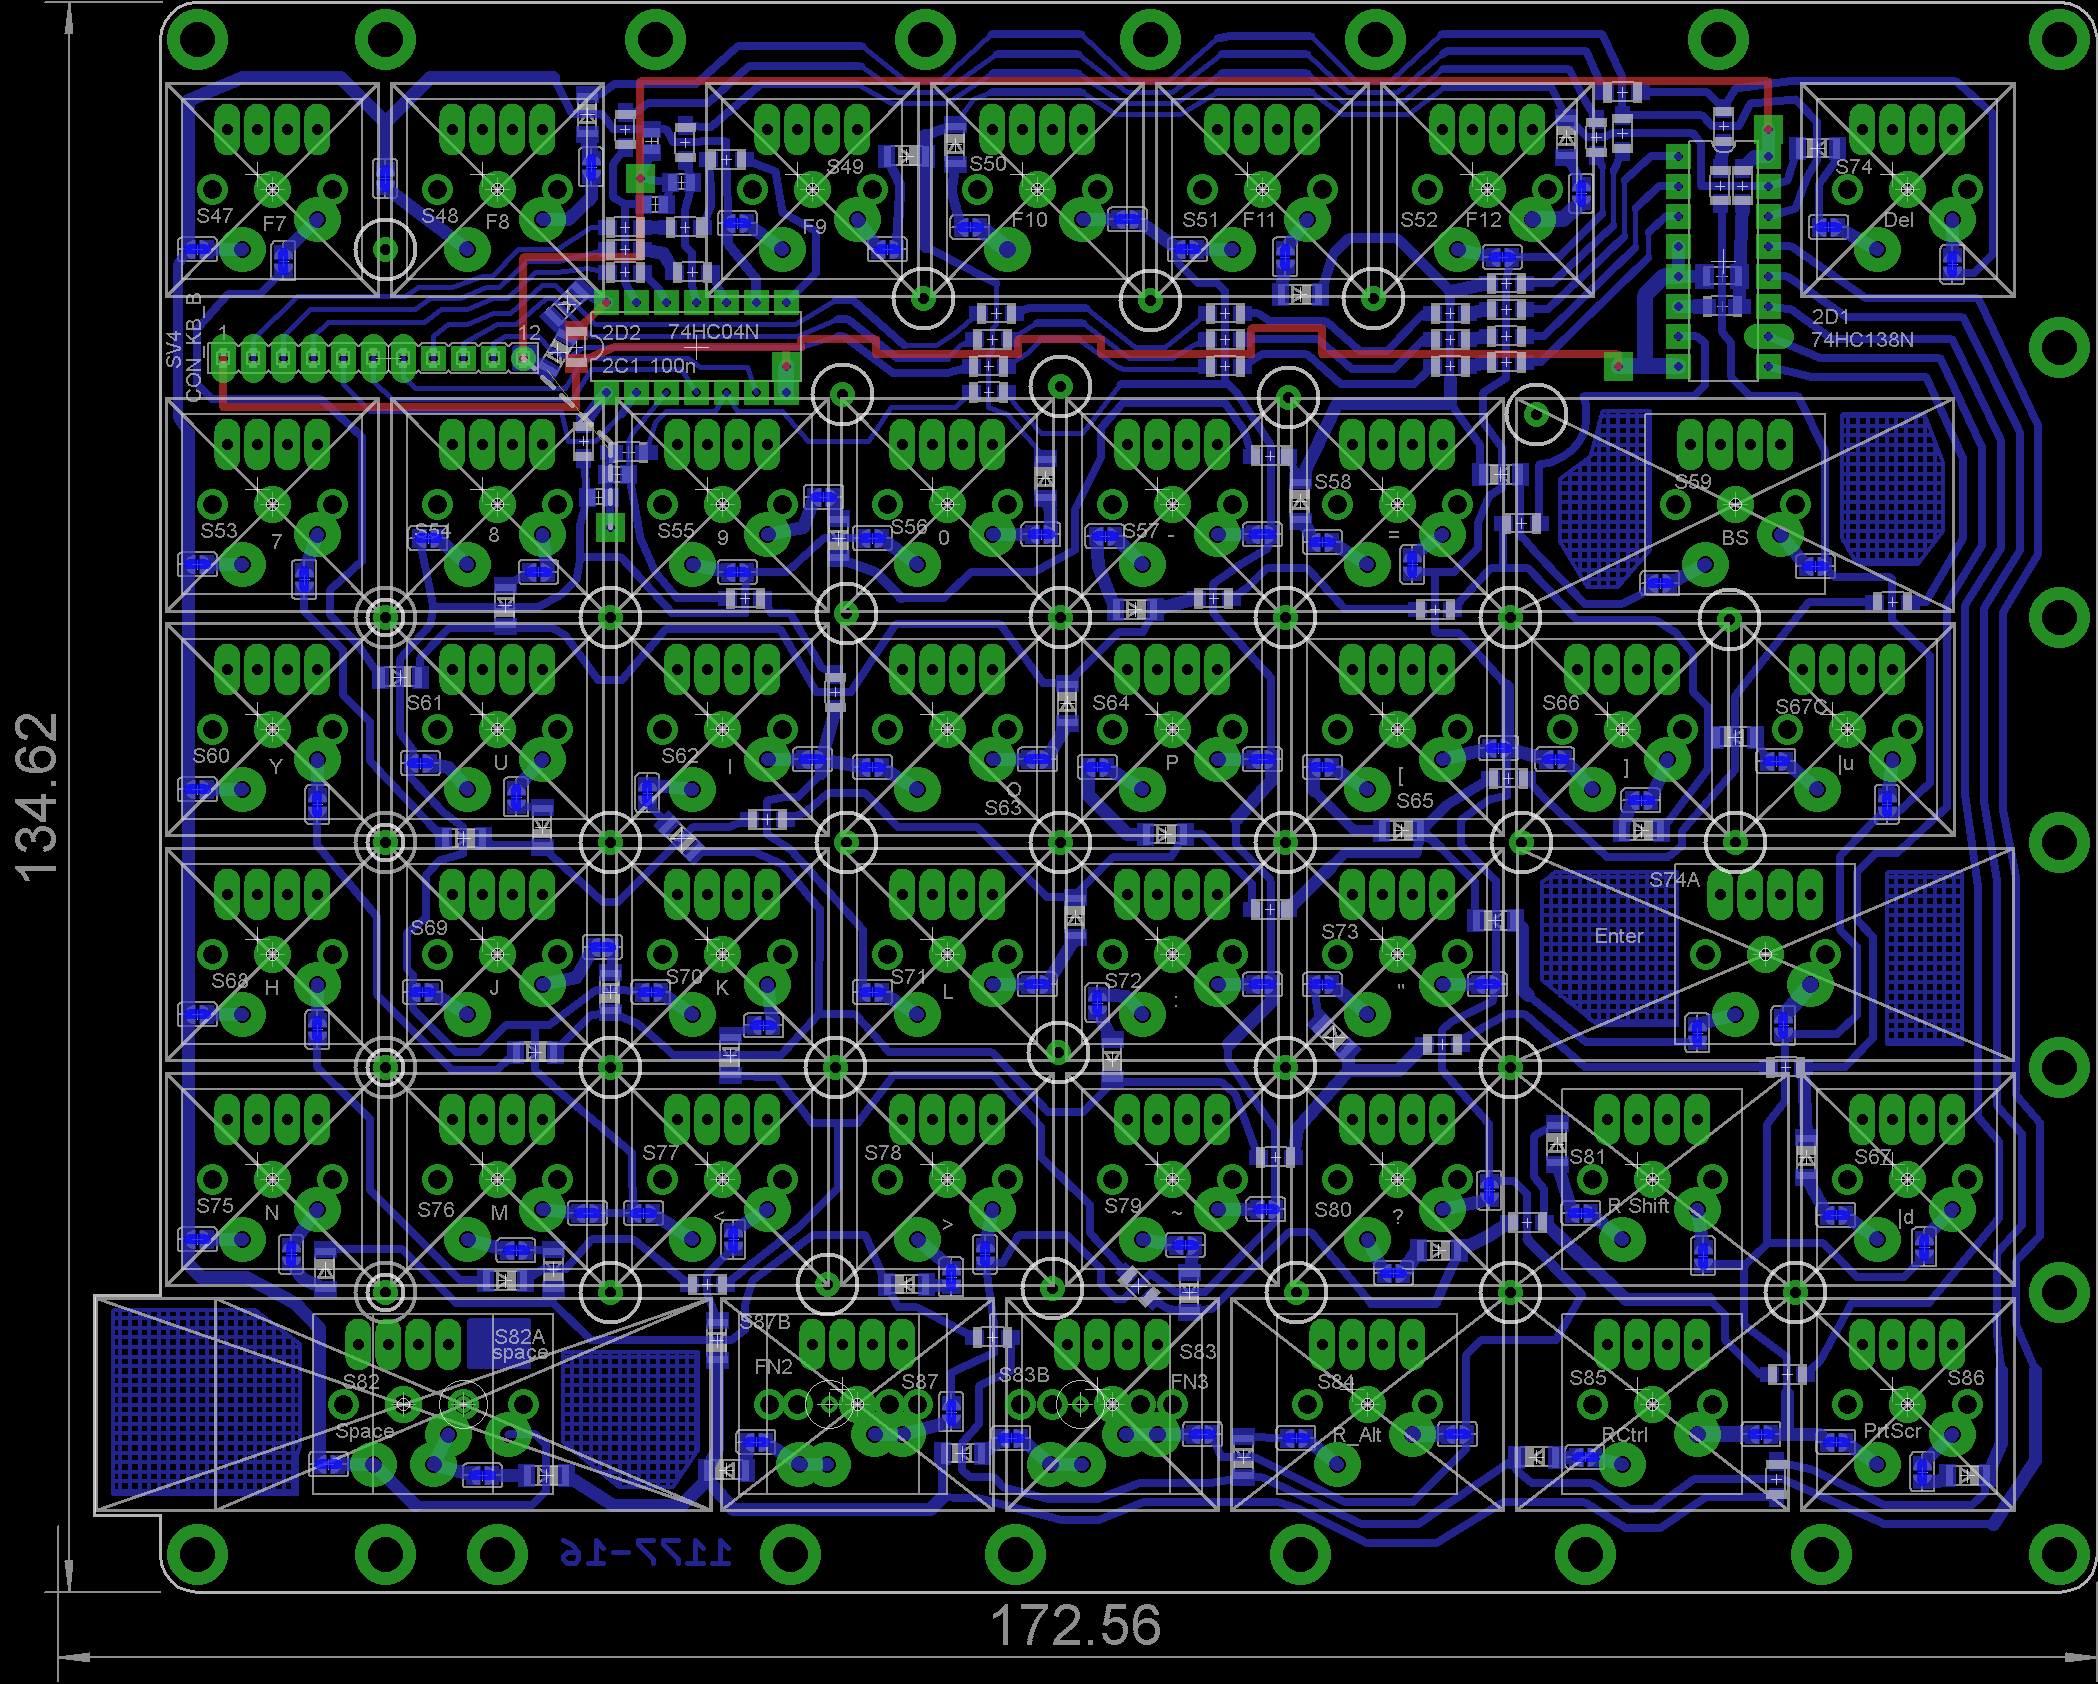 S47 F7
S48 F8
S49 F9
S50 F10
S51 F11
S52 F12
S74 Del
SV4
CON_KB_B
1 12
2D2 74HC04N
2C1 100n
2D1
74HC138N
S53 7
S54 8
S55 9
S56 0
S57 -
S58 =
S59 BS
S60 Y
S61 U
S62 I
O
S63
S64 P
[
S65
S66 ]
S67C |u
S68 H
S69 J
S70 K
S71 L
S72 ;
S73 "
S74A Enter
S75 N
S76 M
S77 <
S78 >
S79 ~
S80 ?
S81 R Shift
S67 |d
S82A
space
S82
Space
S87B
FN2
S87
S83B
S83
FN3
S84
R_Alt
S85
RCtrl
S86
PrtScr
1177-16
134.62
172.56